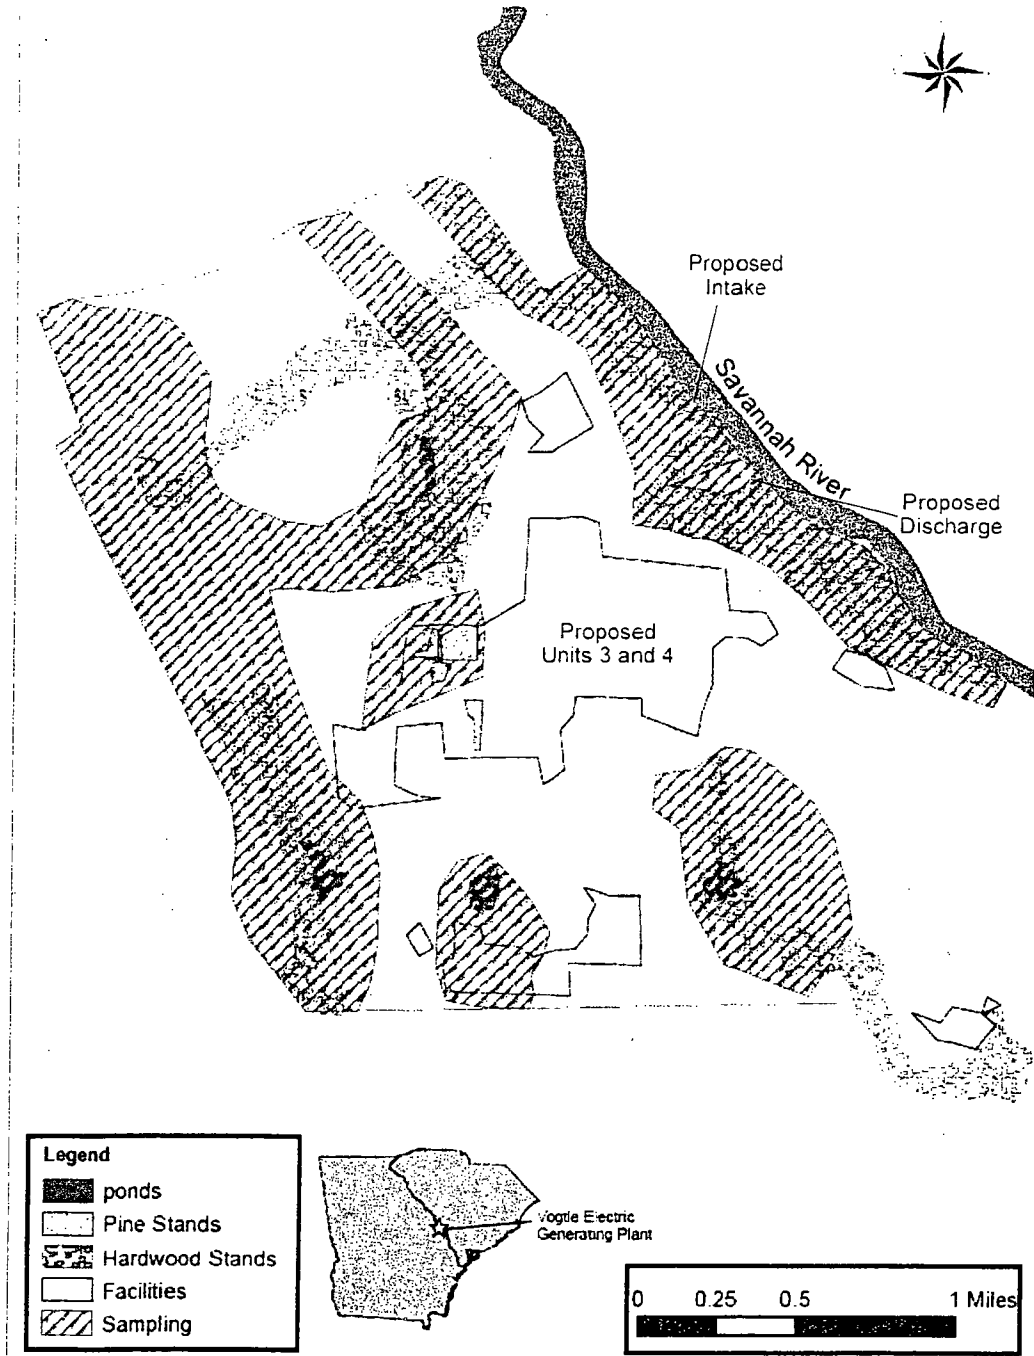 Proposed
Intake
Savannah River
Proposed
Discharge
Proposed
Units 3 and 4
Legend
ponds
Pine Stands
Hardwood Stands
Facilities
Sampling
Vogtle Electric
Generating Plant
0 0.25 0.5 1 Miles